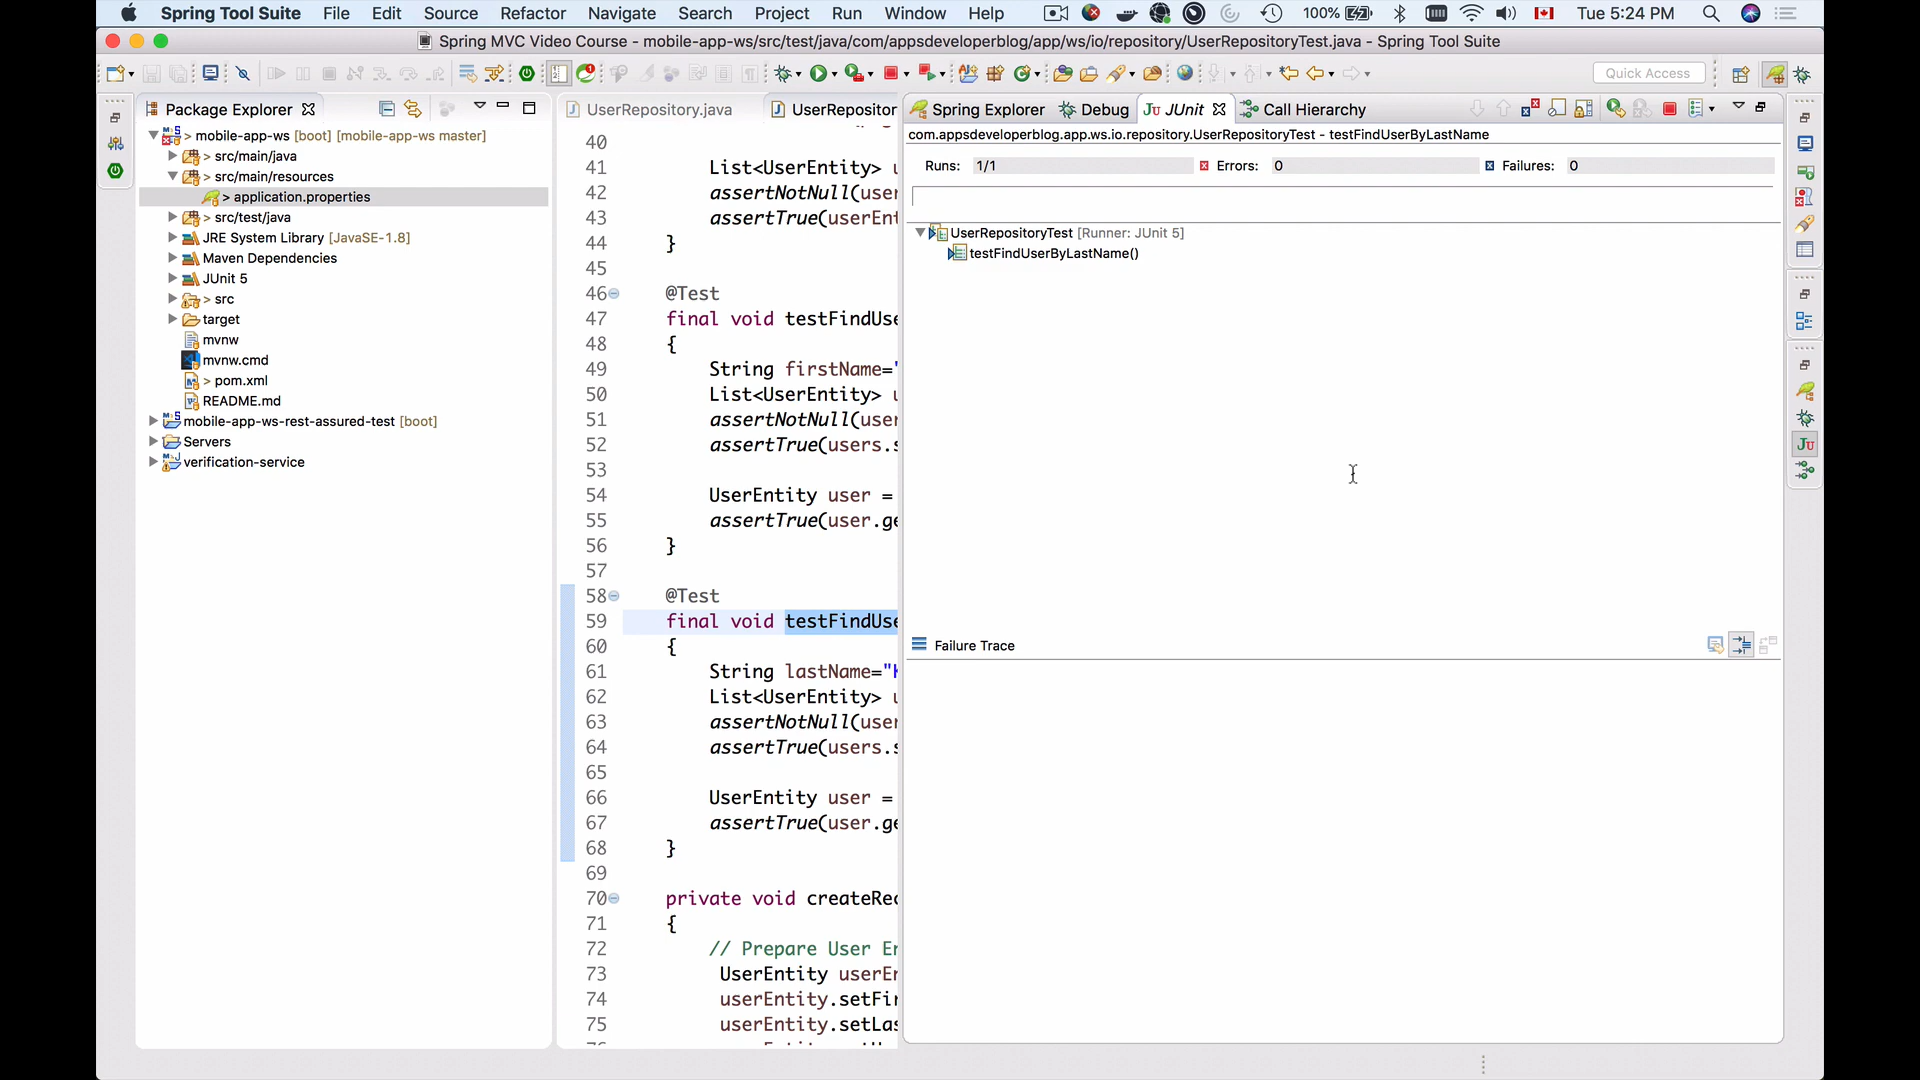 Spring Tool Suite File Edit Source Refactor Navigate Search Project Run Window Help 100% Tue 5:24 PM
Spring MVC Video Course - mobile-app-ws/src/test/java/com/appsdeveloperblog/app/ws/io/repository/UserRepositoryTest.java - Spring Tool Suite
Quick Access
Package Explorer
> mobile-app-ws [boot] [mobile-app-ws master]
> src/main/java
> src/main/resources
> application.properties
> src/test/java
JRE System Library [JavaSE-1.8]
Maven Dependencies
JUnit 5
> src
target
mvnw
mvnw.cmd
> pom.xml
README.md
mobile-app-ws-rest-assured-test [boot]
Servers
verification-service
UserRepository.java UserRepositor
40
41 List<UserEntity> u
42 assertNotNull(user
43 assertTrue(userEnt
44 }
45
46 @Test
47 final void testFindUse
48 {
49 String firstName="
50 List<UserEntity> u
51 assertNotNull(user
52 assertTrue(users.s
53
54 UserEntity user =
55 assertTrue(user.ge
56 }
57
58 @Test
59 final void testFindUse
60 {
61 String lastName="K
62 List<UserEntity> u
63 assertNotNull(user
64 assertTrue(users.s
65
66 UserEntity user =
67 assertTrue(user.ge
68 }
69
70 private void createRec
71 {
72 // Prepare User En
73 UserEntity userEn
74 userEntity.setFir
75 userEntity.setLas
Spring Explorer Debug JUnit Call Hierarchy
com.appsdeveloperblog.app.ws.io.repository.UserRepositoryTest - testFindUserByLastName
Runs: 1/1 Errors: 0 Failures: 0
UserRepositoryTest [Runner: JUnit 5]
testFindUserByLastName()
Failure Trace